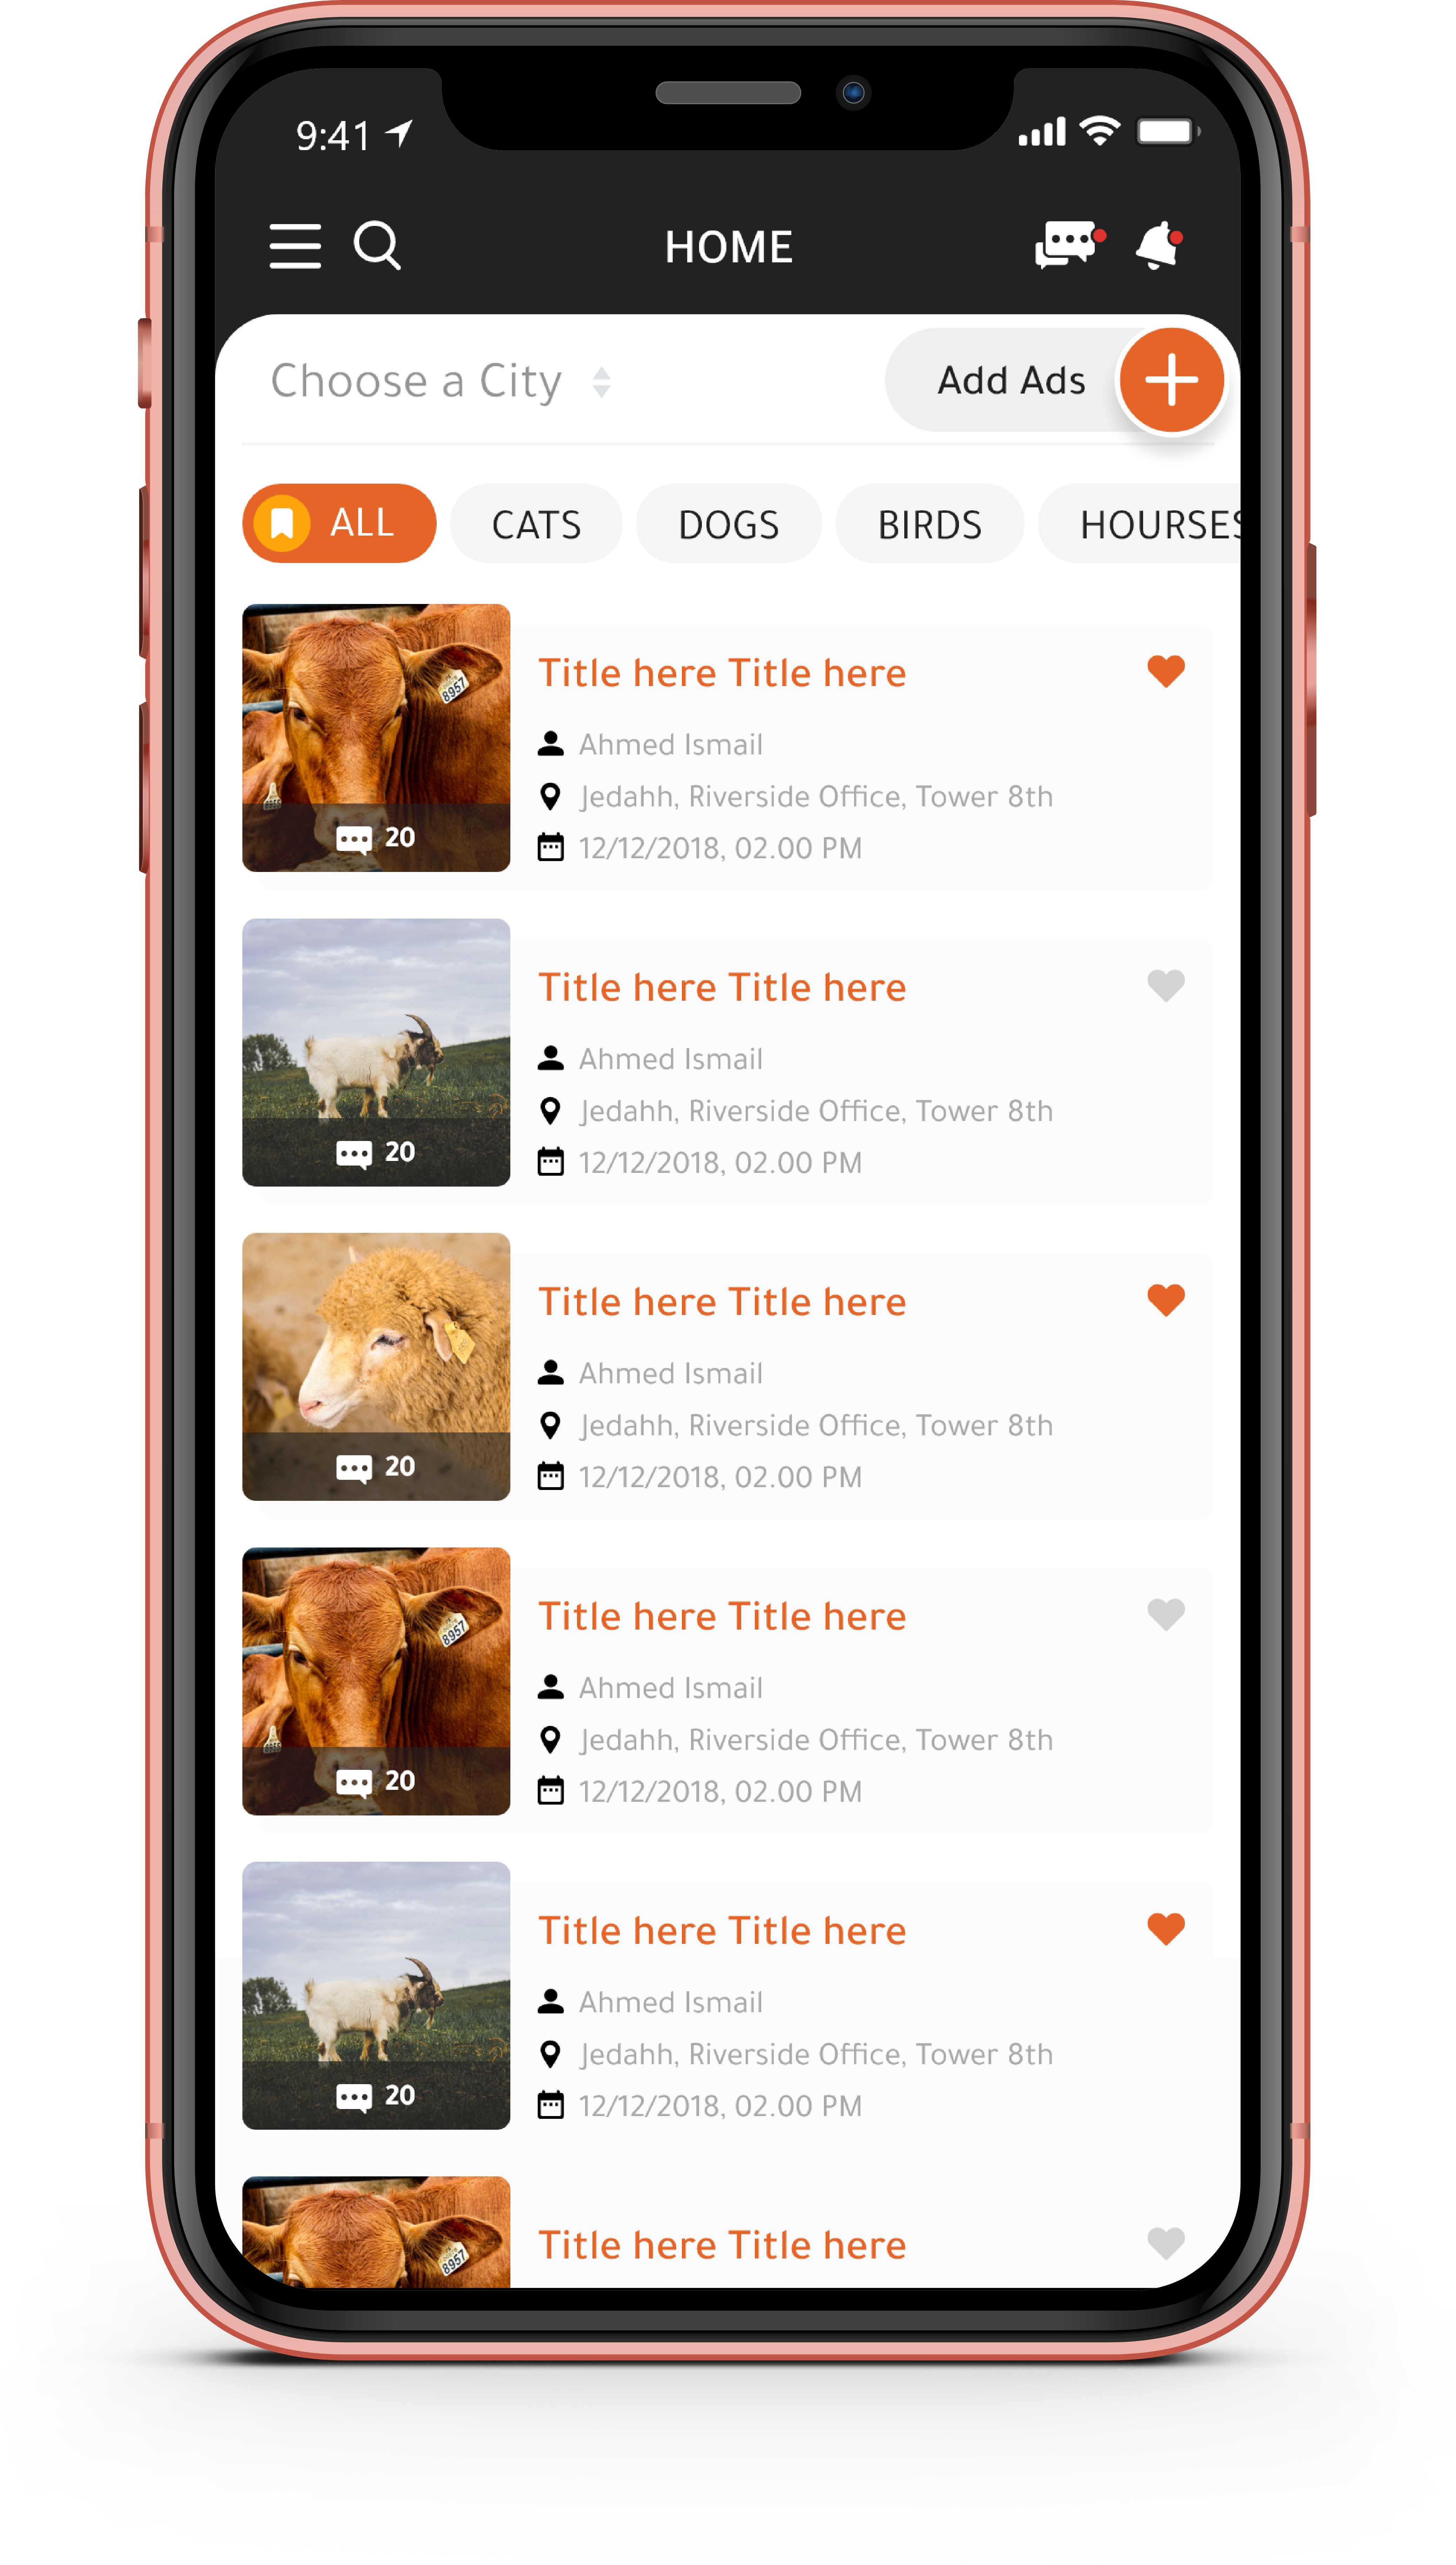 9:41
HOME
Choose a City
Add Ads
ALL
CATS
DOGS
BIRDS
HOURSES
Title here Title here
8957
Ahmed Ismail
Jedahh, Riverside Office, Tower 8th
20
12/12/2018, 02.00 PM
Title here Title here
Ahmed Ismail
Jedahh, Riverside Office, Tower 8th
20
12/12/2018, 02.00 PM
Title here Title here
Ahmed Ismail
Jedahh, Riverside Office, Tower 8th
20
12/12/2018, 02.00 PM
Title here Title here
8957
Ahmed Ismail
Jedahh, Riverside Office, Tower 8th
20
12/12/2018, 02.00 PM
Title here Title here
Ahmed Ismail
Jedahh, Riverside Office, Tower 8th
20
12/12/2018, 02.00 PM
Title here Title here
8957